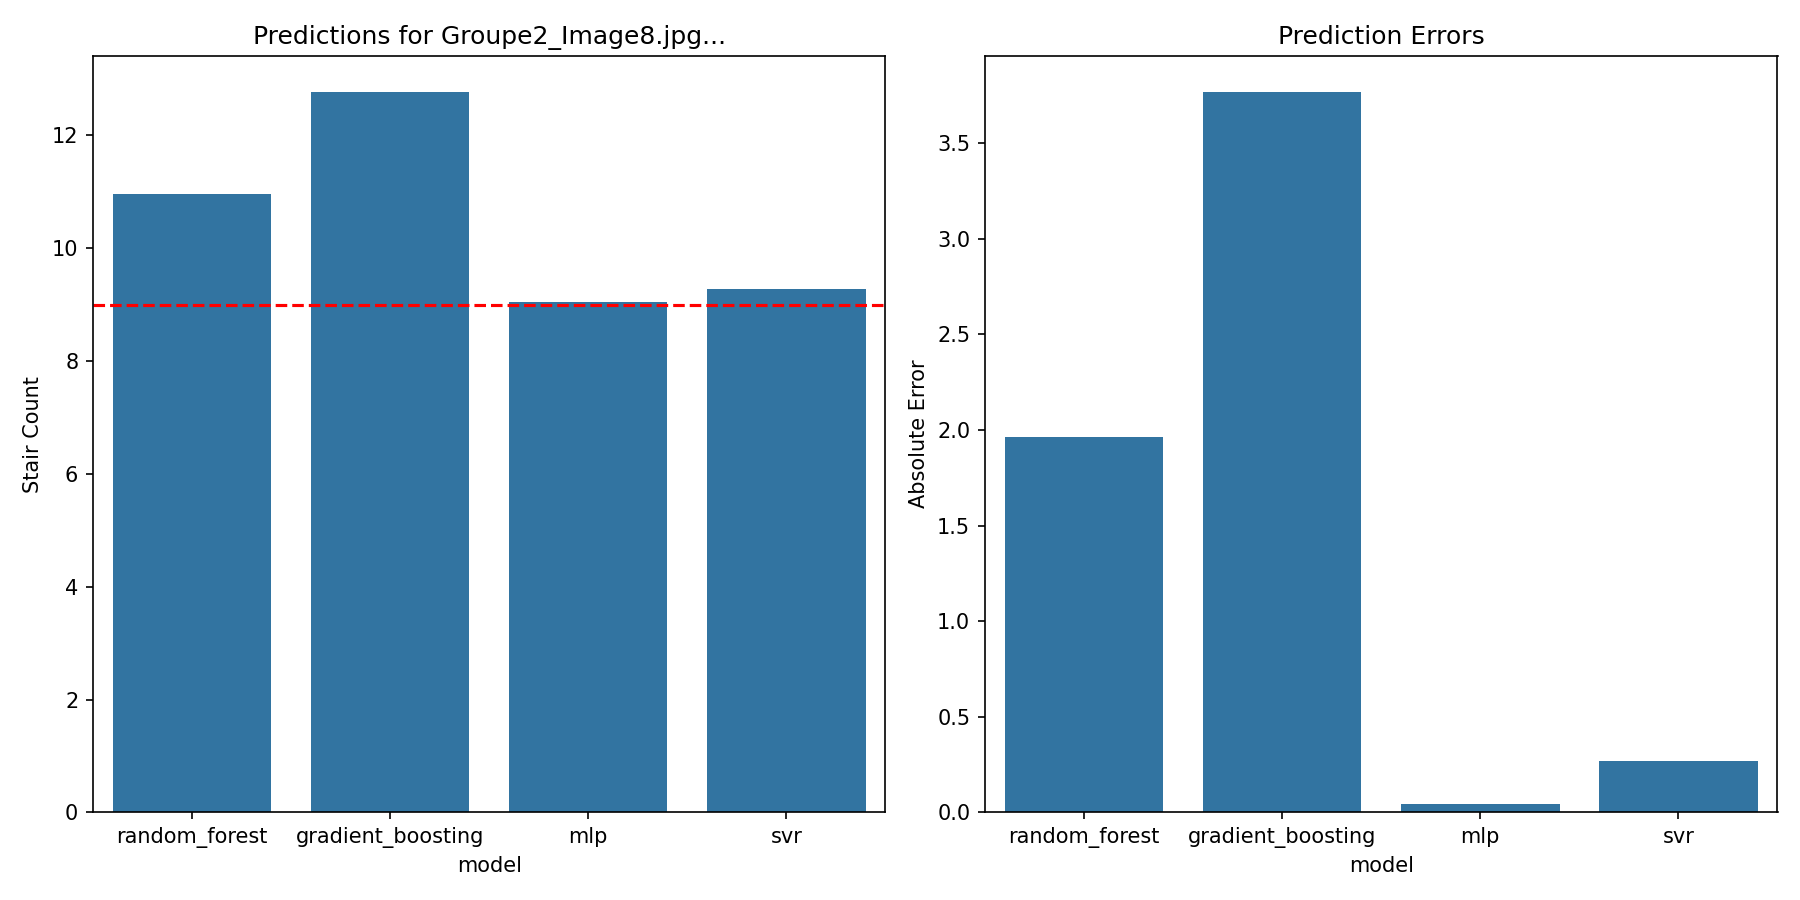 Predictions for Groupe2_Image8.jpg...
Stair Count
12
10
8
6
4
2
0
random_forest gradient_boosting mlp svr
model
Prediction Errors
Absolute Error
3.5
3.0
2.5
2.0
1.5
1.0
0.5
0.0
random_forest gradient_boosting mlp svr
model